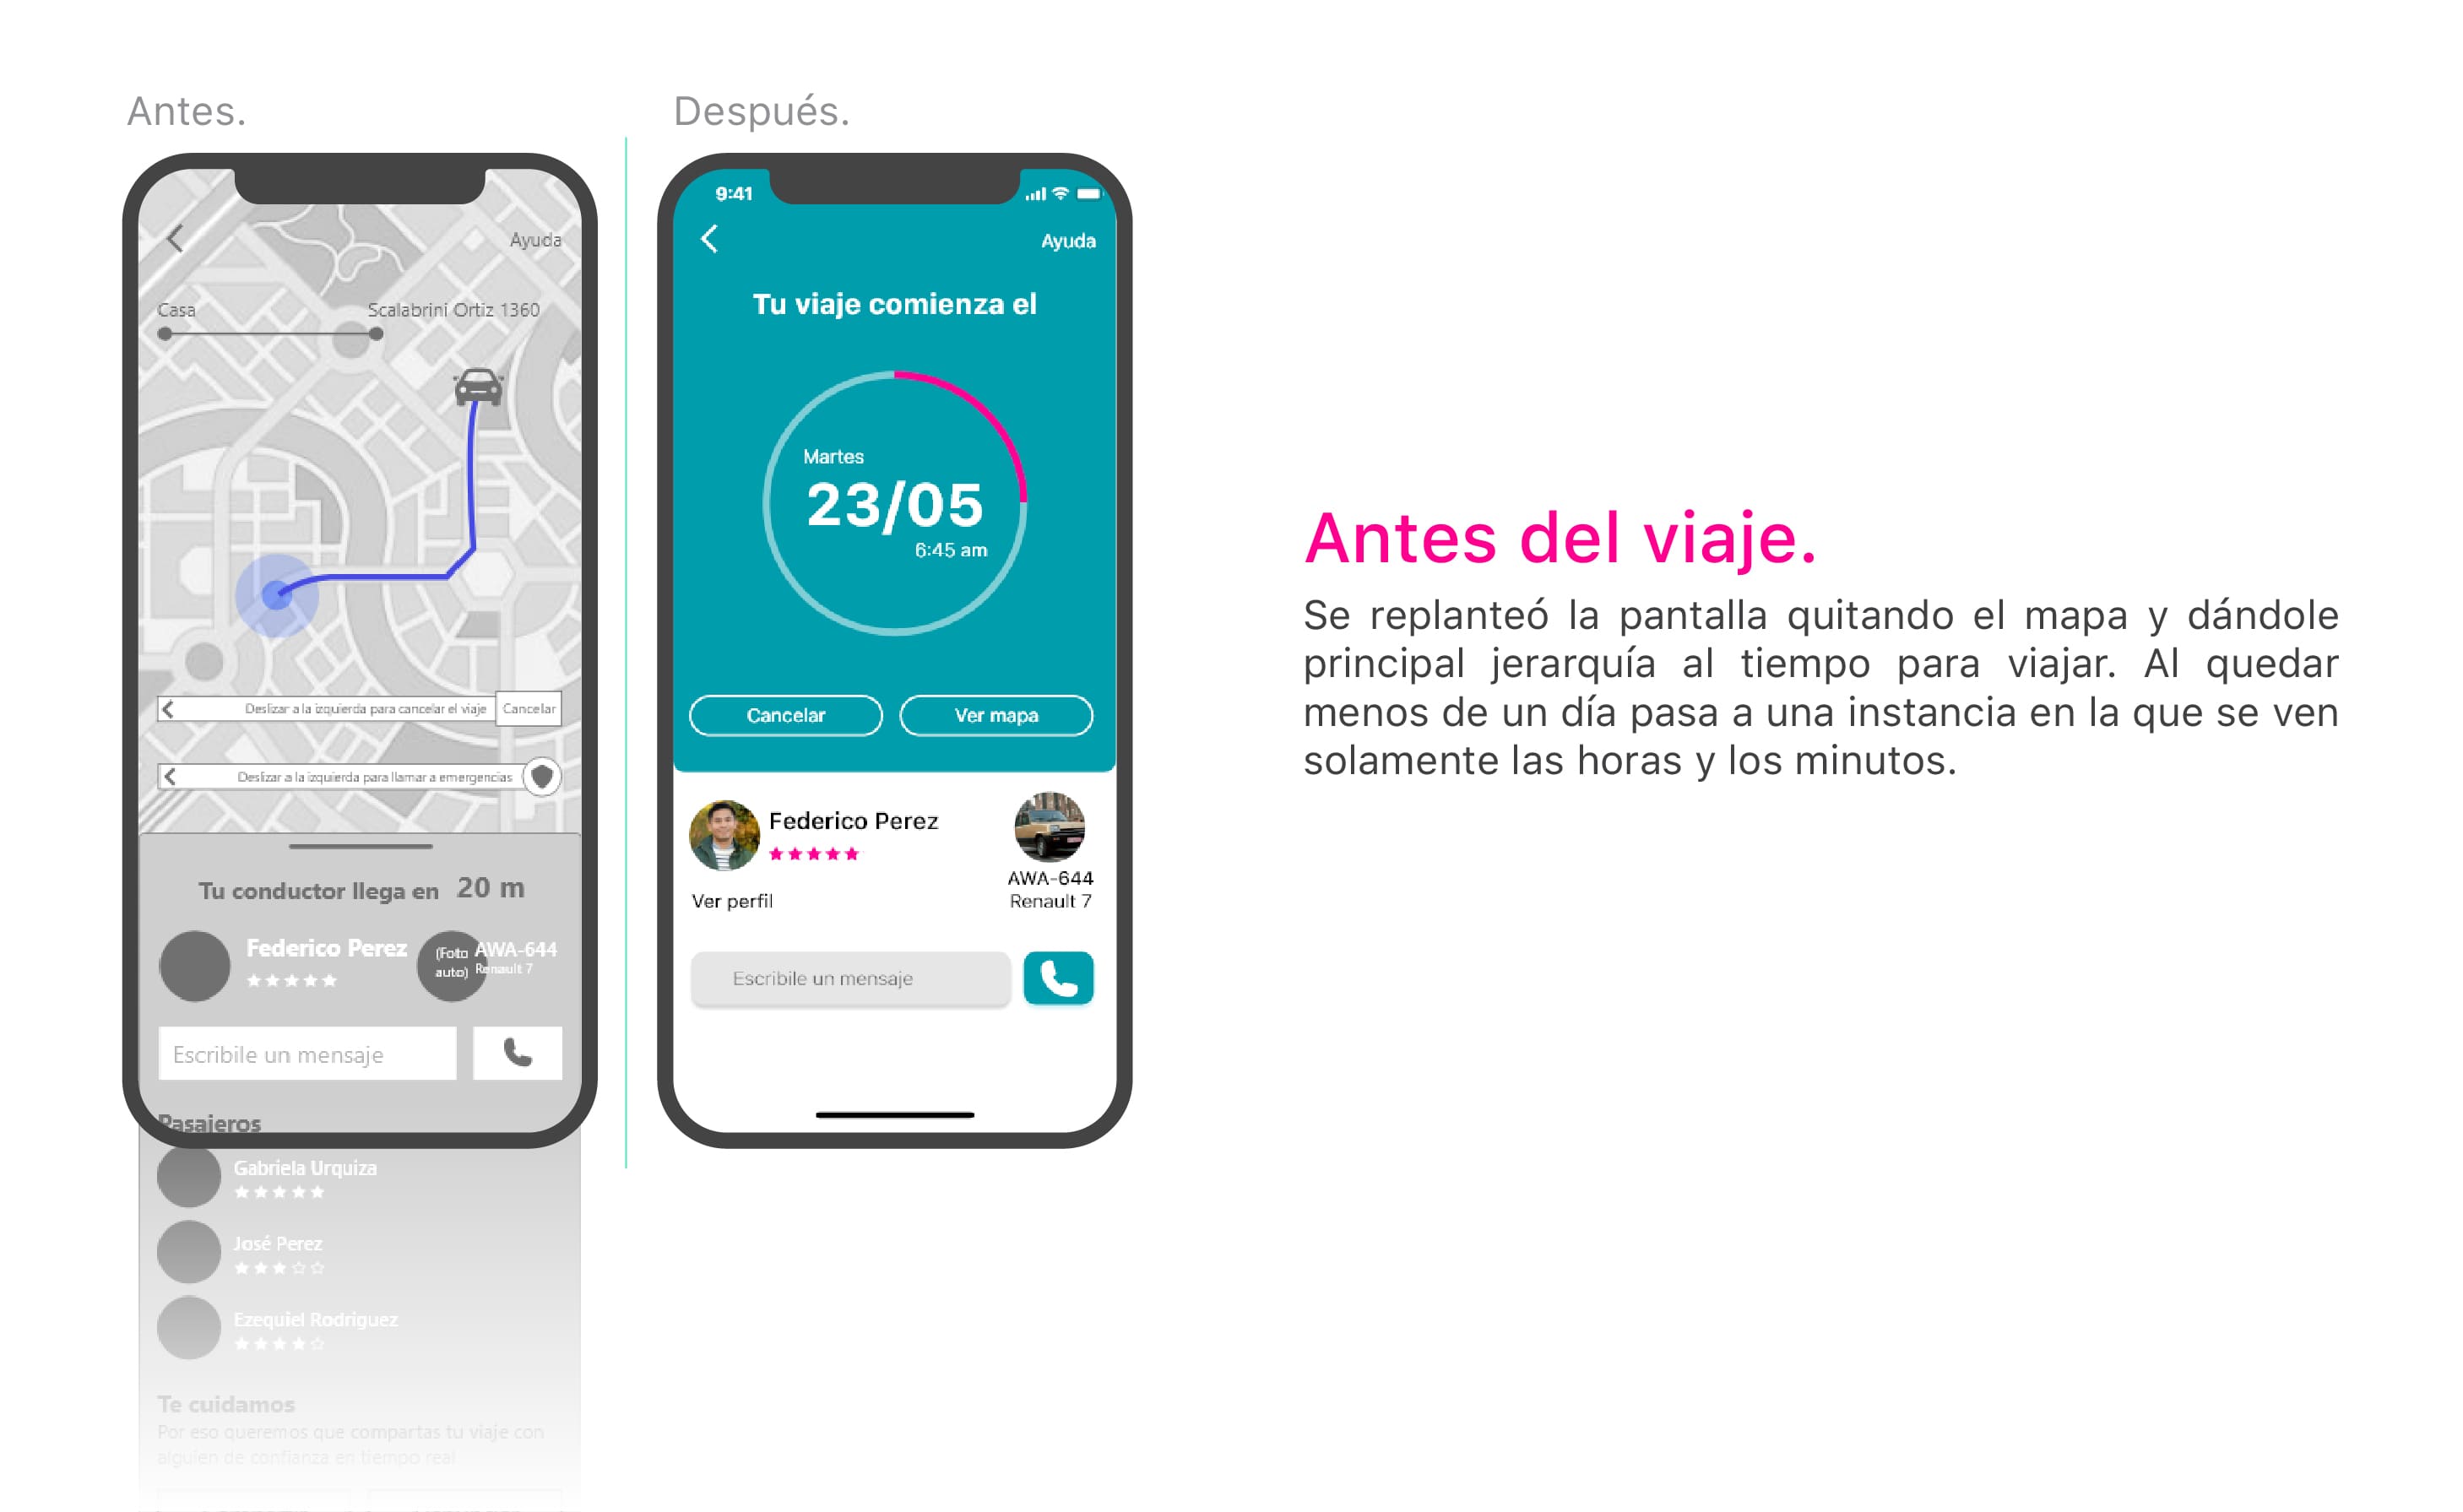 Antes.
Ayuda
Casa
Scalabrini Ortiz 1360
Deslizar a la izquierda para cancelar el viaje
Cancelar
Deslizar a la izquierda para llamar a emergencias
Tu conductor llega en 20 m
Federico Perez
(Foto
auto)
AWA-644
Renault 7
Escribile un mensaje
Pasajeros
Gabriela Urquiza
José Perez
Ezequiel Rodriguez
Te cuidamos
Por eso queremos que compartas tu viaje con
alguien de confianza en tiempo real
Después.
9:41
Ayuda
Tu viaje comienza el
Martes
23/05
6:45 am
Cancelar
Ver mapa
Federico Perez
Ver perfil
AWA-644
Renault 7
Escribile un mensaje
Antes del viaje.
Se replanteó la pantalla quitando el mapa y dándole
principal jerarquía al tiempo para viajar. Al quedar
menos de un día pasa a una instancia en la que se ven
solamente las horas y los minutos.